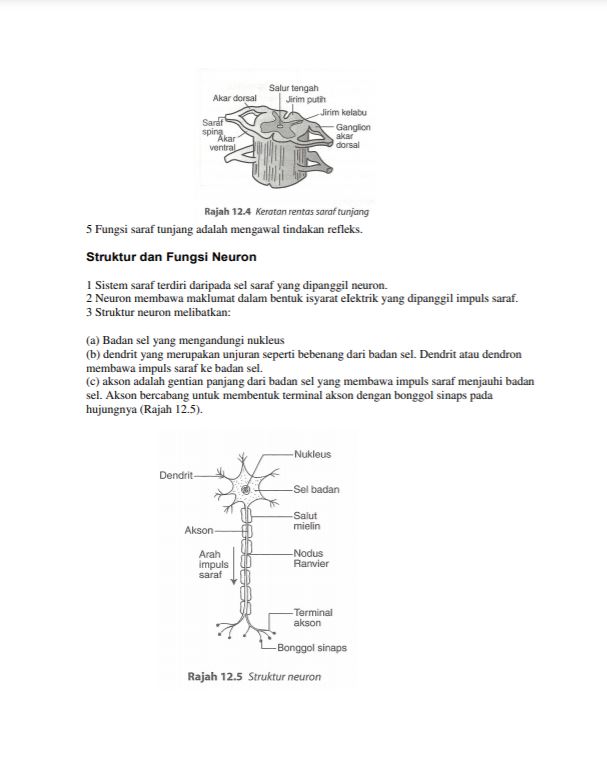 Salur tengah
Akar dorsal
Jirim putih
Jirim kelabu
Saraf
spina
Ganglion
akar
dorsal
Akar
ventral
Rajah 12.4 Keratan rentas saraf tunjang
5 Fungsi saraf tunjang adalah mengawal tindakan refleks.
Struktur dan Fungsi Neuron
1 Sistem saraf terdiri daripada sel saraf yang dipanggil neuron.
2 Neuron membawa maklumat dalam bentuk isyarat elektrik yang dipanggil impuls saraf.
3 Struktur neuron melibatkan:
(a) Badan sel yang mengandungi nukleus
(b) dendrit yang merupakan unjuran seperti bebenang dari badan sel. Dendrit atau dendron
membawa impuls saraf ke badan sel.
(c) akson adalah gentian panjang dari badan sel yang membawa impuls saraf menjauhi badan
sel. Akson bercabang untuk membentuk terminal akson dengan bonggol sinaps pada
hujungnya (Rajah 12.5).
Nukleus
Dendrit
Sel badan
Salut
mielin
Akson
Arah
impuls
saraf
Nodus
Ranvier
Terminal
akson
Bonggol sinaps
Rajah 12.5 Struktur neuron